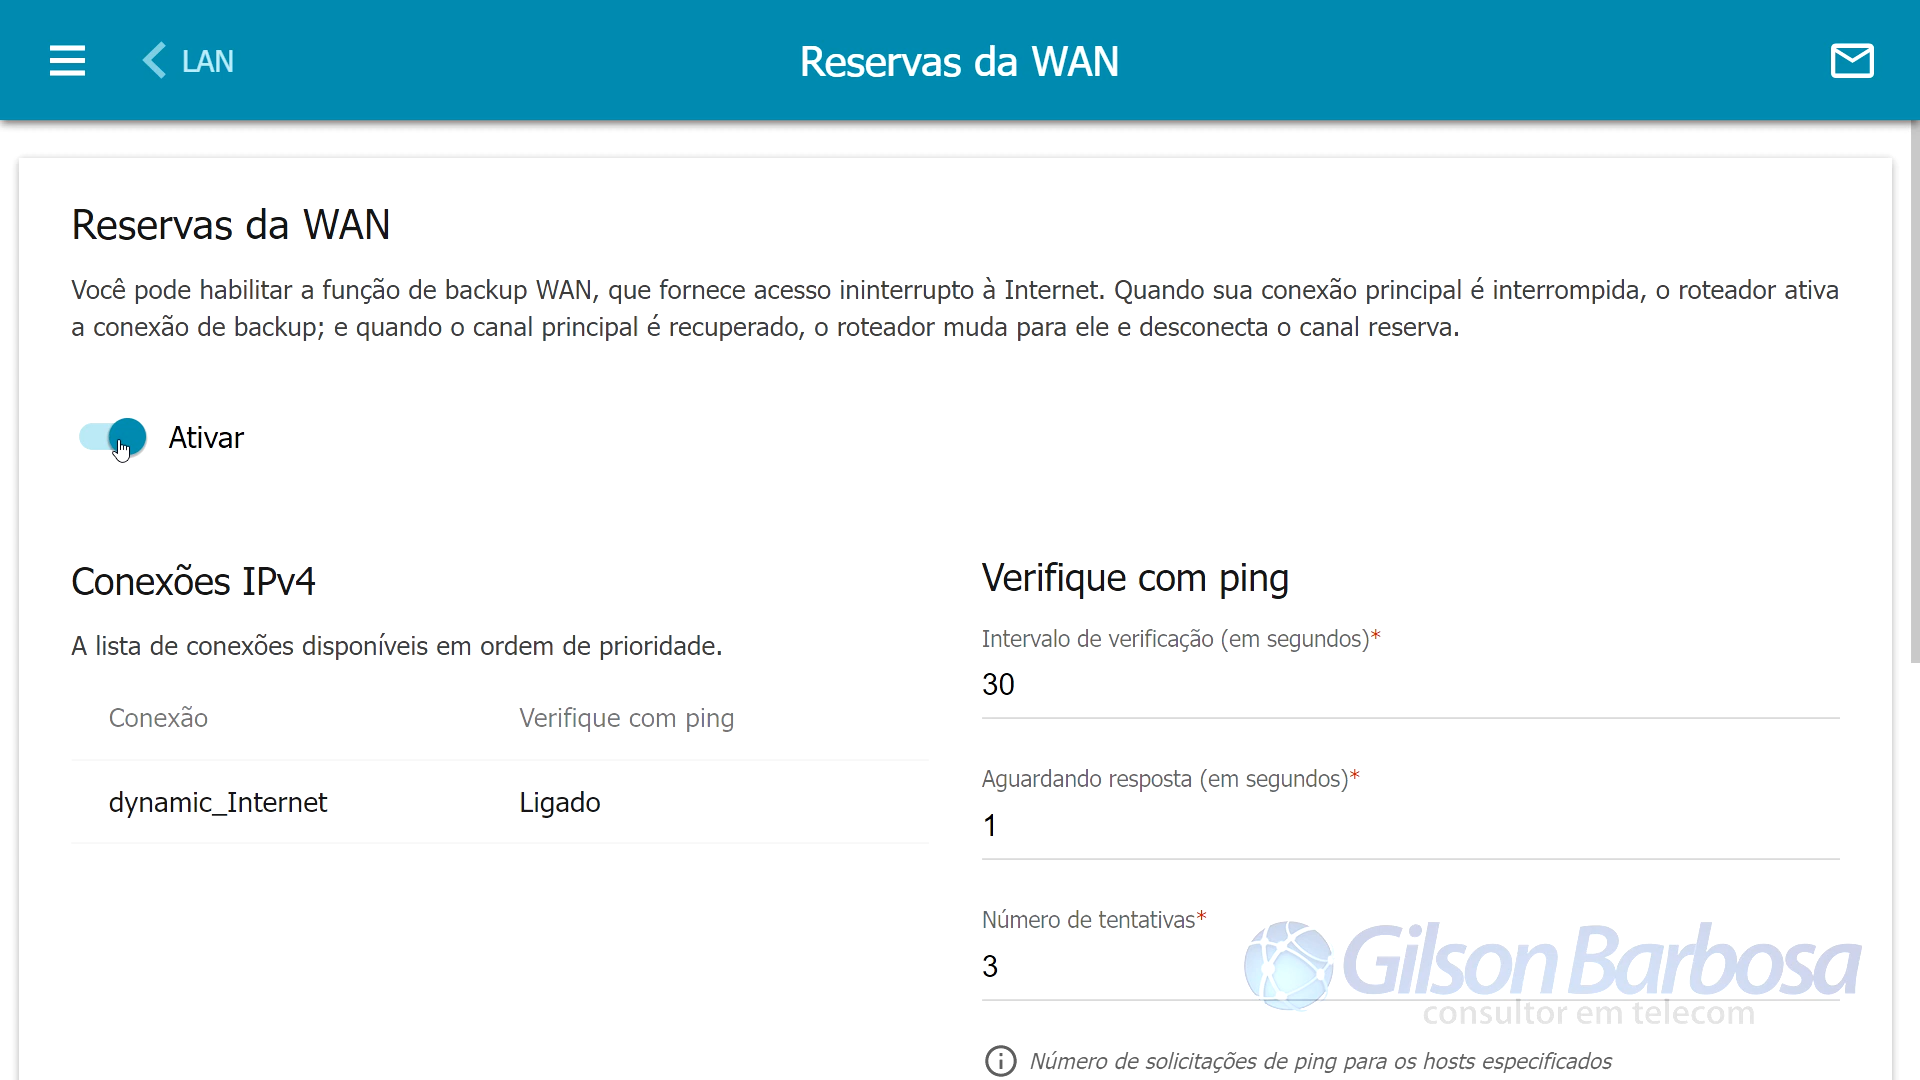 LAN
Reservas da WAN
Reservas da WAN
Você pode habilitar a função de backup WAN, que fornece acesso ininterrupto à Internet. Quando sua conexão principal é interrompida, o roteador ativa
a conexão de backup; e quando o canal principal é recuperado, o roteador muda para ele e desconecta o canal reserva.
Ativar
Conexões IPv4
A lista de conexões disponíveis em ordem de prioridade.
Conexão Verifique com ping
dynamic_Internet Ligado
Verifique com ping
Intervalo de verificação (em segundos)*
30
Aguardando resposta (em segundos)*
1
Número de tentativas*
3
Número de solicitações de ping para os hosts especificados
Gilson Barbosa
consultor em telecom